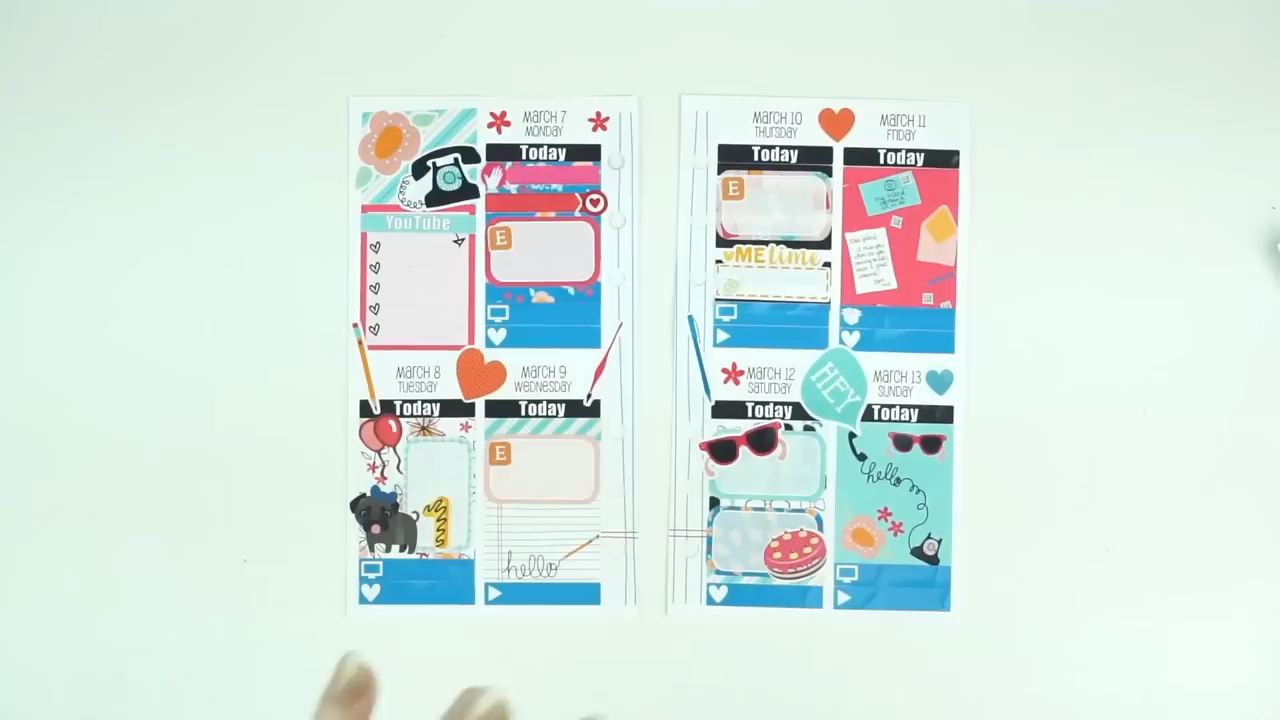 March 7
Monday
Today
YouTube
E
March 8
Tuesday
March 9
Wednesday
Today
Today
1
E
hello
March 10
Thursday
March 11
Friday
Today
Today
E
ME time
March 12
Saturday
HEY
March 13
Sunday
Today
Today
hello